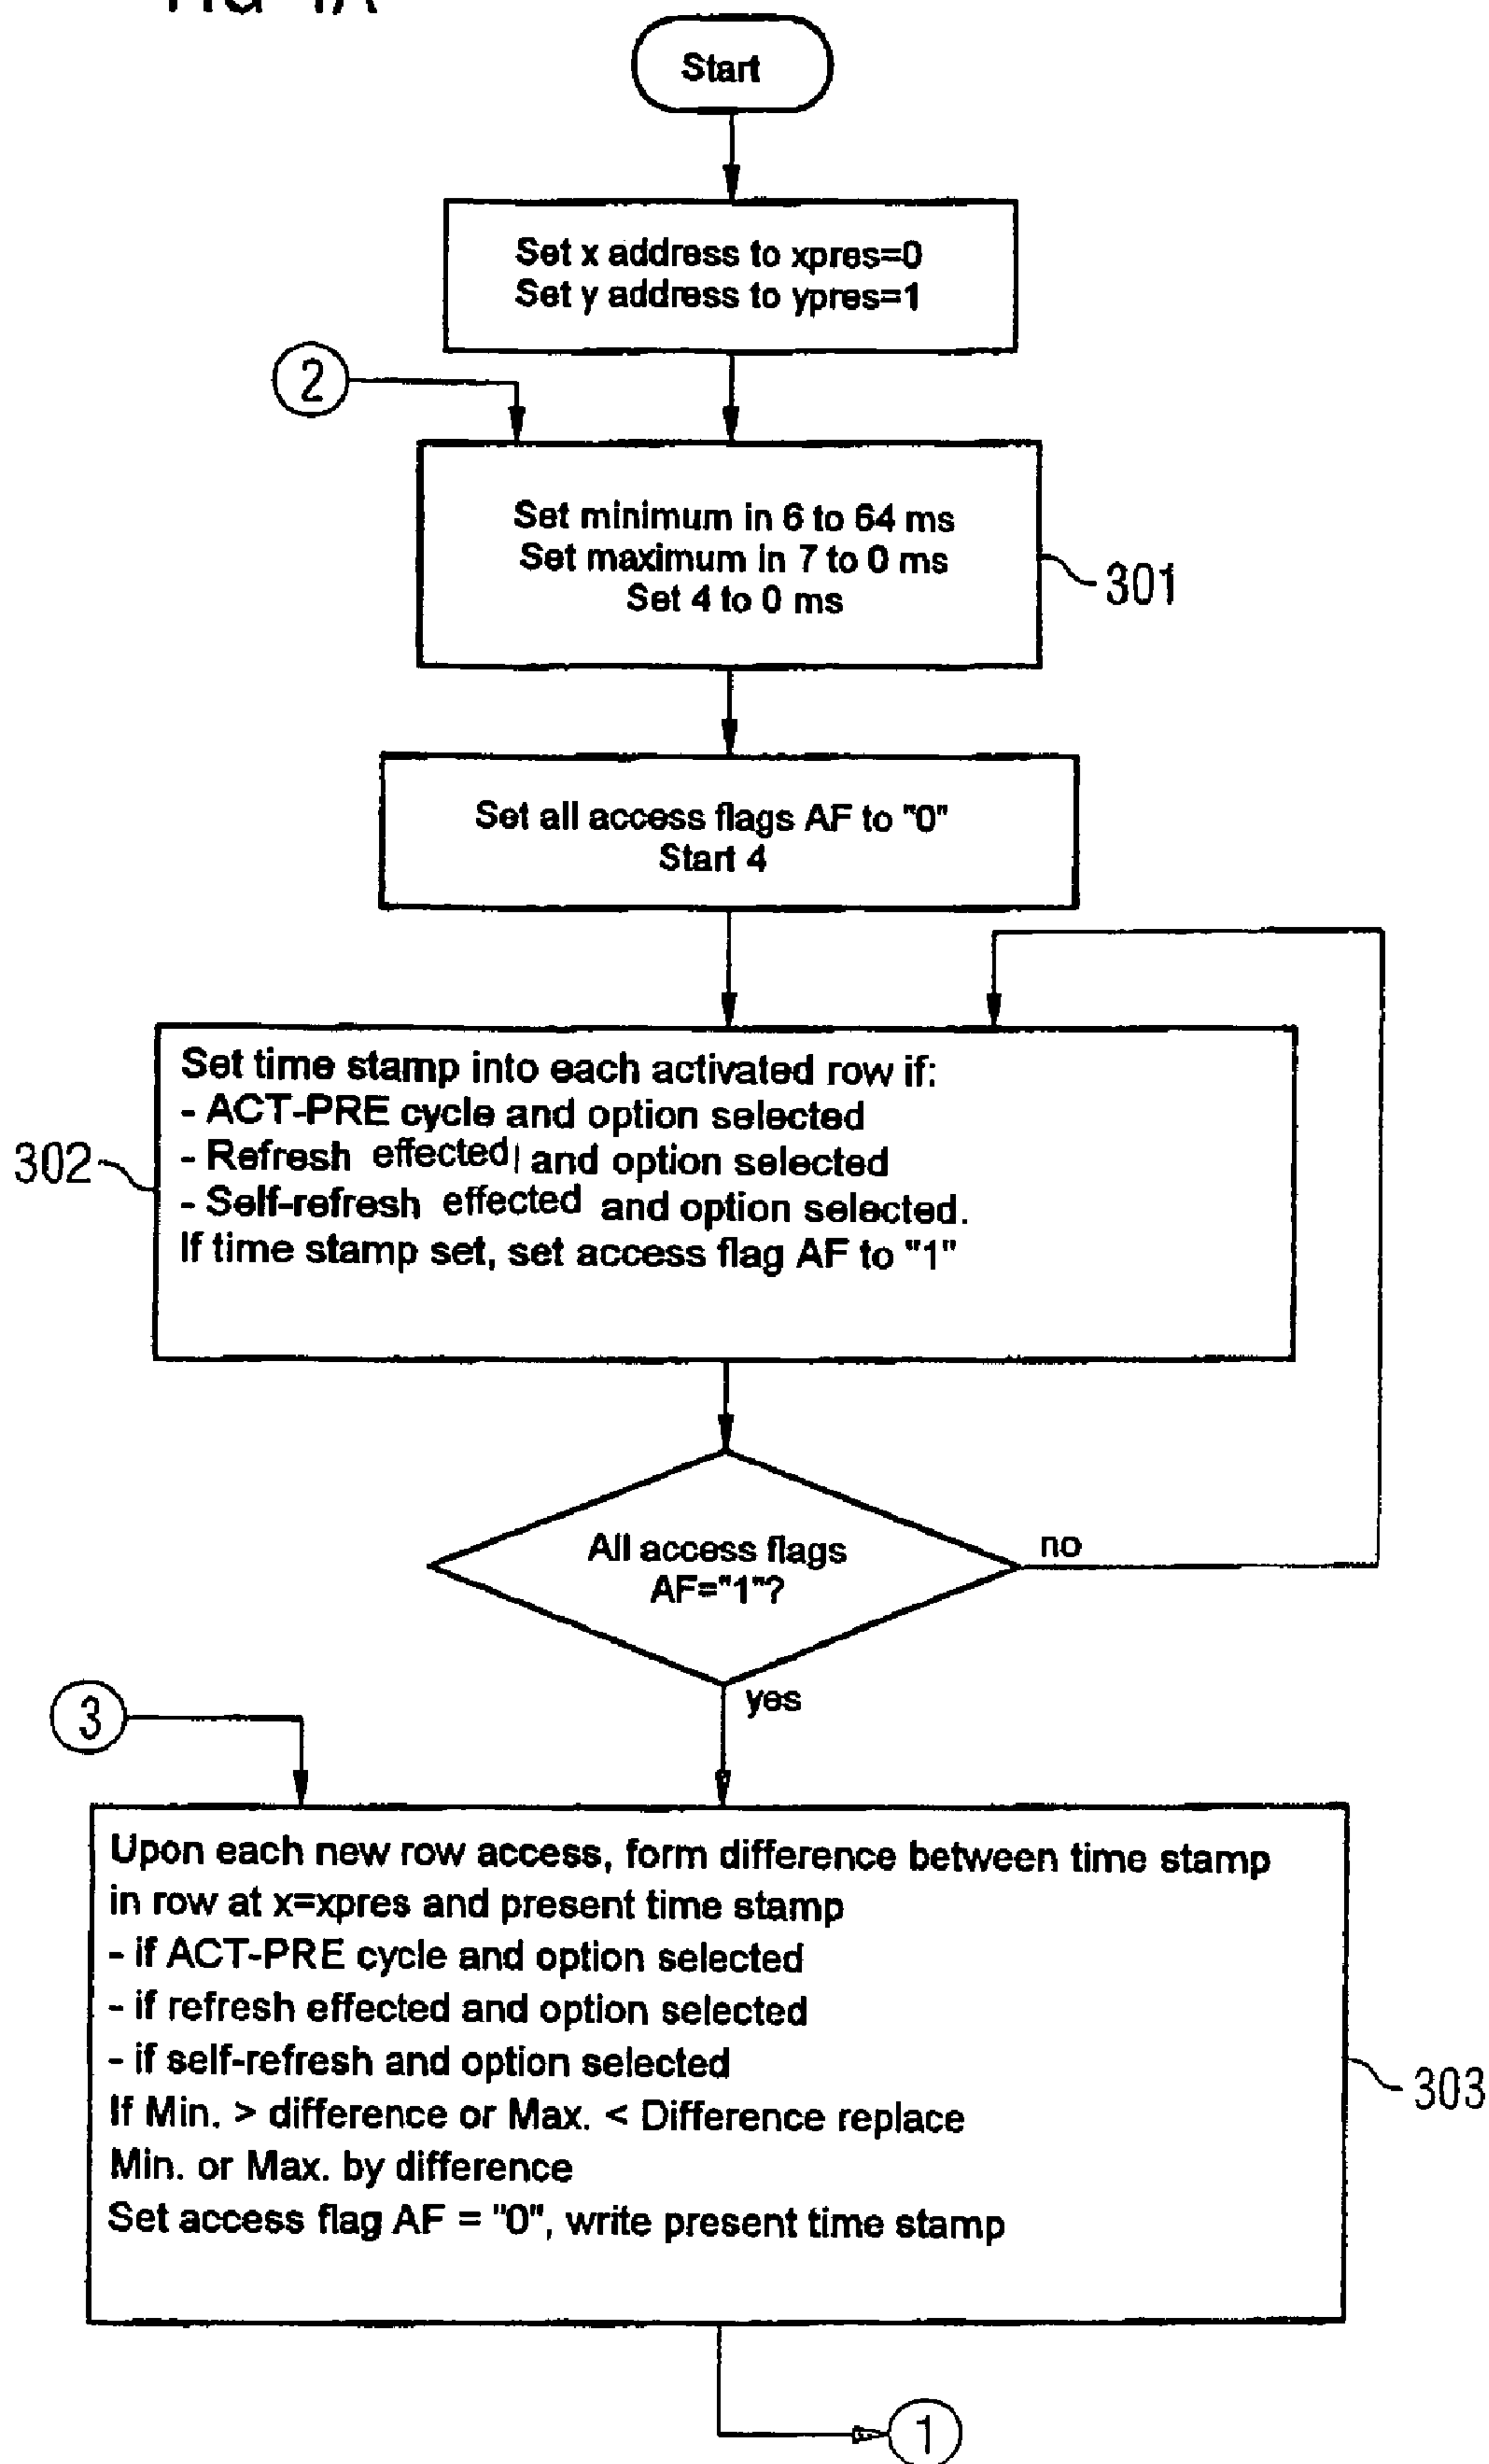 Start
Set x address to xpres=0
Set y address to ypres=1
2
Set minimum in 6 to 64 ms
Set maximum in 7 to 0 ms
Set 4 to 0 ms
301
Set all access flags AF to "0"
Start 4
302
Set time stamp into each activated row if:
- ACT-PRE cycle and option selected
- Refresh effected and option selected
- Self-refresh effected and option selected.
If time stamp set, set access flag AF to "1"
All access flags
AF="1"?
no
yes
3
Upon each new row access, form difference between time stamp
in row at x=xpres and present time stamp
- if ACT-PRE cycle and option selected
- if refresh effected and option selected
- if self-refresh and option selected
If Min. > difference or Max. < Difference replace
Min. or Max. by difference
Set access flag AF = "0", write present time stamp
303
1